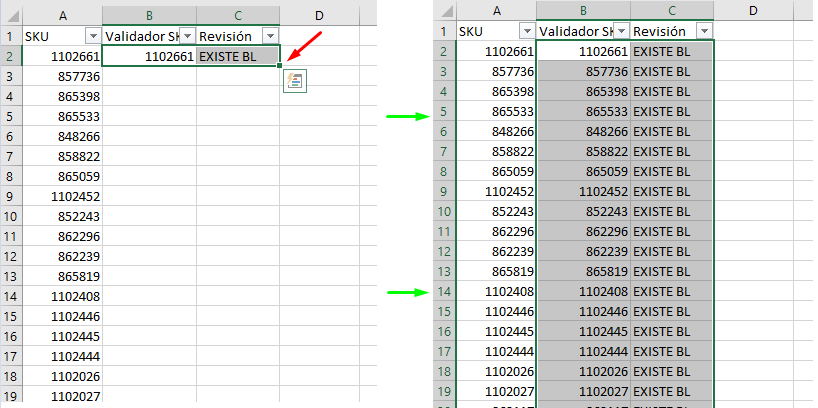 A B C D
1 SKU Validador SK Revisión
2 1102661 1102661 EXISTE BL
3 857736
4 865398
5 865533
6 848266
7 858822
8 865059
9 1102452
10 852243
11 862296
12 862239
13 865819
14 1102408
15 1102446
16 1102445
17 1102444
18 1102026
19 1102027
A B C D
1 SKU Validador SK Revisión
2 1102661 1102661 EXISTE BL
3 857736 857736 EXISTE BL
4 865398 865398 EXISTE BL
5 865533 865533 EXISTE BL
6 848266 848266 EXISTE BL
7 858822 858822 EXISTE BL
8 865059 865059 EXISTE BL
9 1102452 1102452 EXISTE BL
10 852243 852243 EXISTE BL
11 862296 862296 EXISTE BL
12 862239 862239 EXISTE BL
13 865819 865819 EXISTE BL
14 1102408 1102408 EXISTE BL
15 1102446 1102446 EXISTE BL
16 1102445 1102445 EXISTE BL
17 1102444 1102444 EXISTE BL
18 1102026 1102026 EXISTE BL
19 1102027 1102027 EXISTE BL